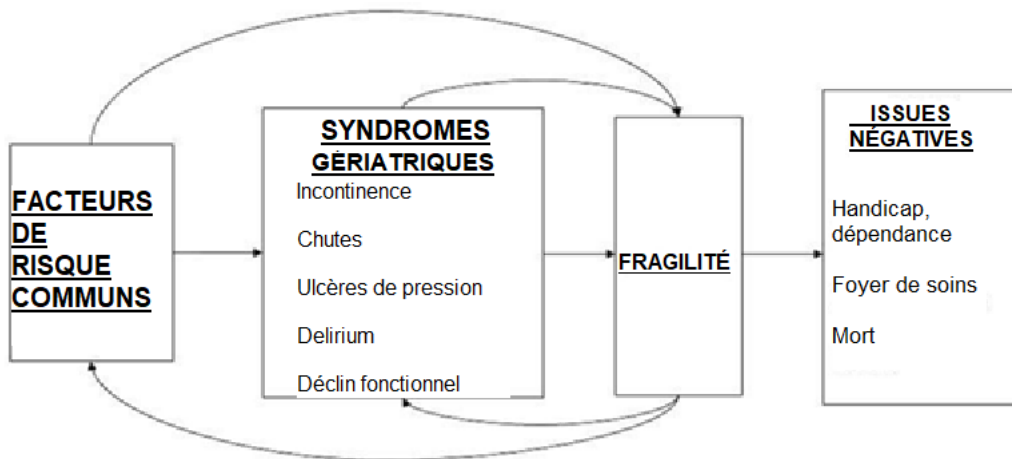 FACTEURS
DE
RISQUE
COMMUNS
SYNDROMES
GÈRIATRIQUES
Incontinence
Chutes
Ulcères de pression
Delirium
Déclin fonctionnel
FRAGILITÉ
ISSUES
NÉGATIVES
Handicap,
dépendance
Foyer de soins
Mort